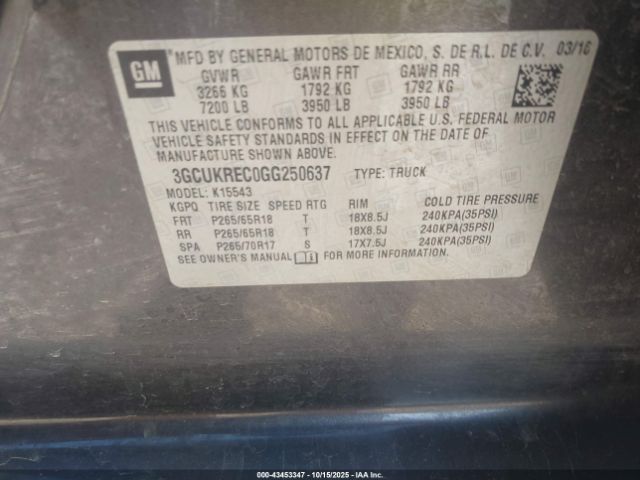 GM
MFD BY GENERAL MOTORS DE MEXICO, S. DE R.L. DE C.V. 03/16
GVWR GAWR FRT GAWR RR
3266 KG 1792 KG 1792 KG
7200 LB 3950 LB 3950 LB
THIS VEHICLE CONFORMS TO ALL APPLICABLE U.S. FEDERAL MOTOR
VEHICLE SAFETY STANDARDS IN EFFECT ON THE DATE OF
MANUFACTURE SHOWN ABOVE.
3GCUKREC0GG250637 TYPE: TRUCK
MODEL: K15543
KGPO TIRE SIZE SPEED RTG RIM COLD TIRE PRESSURE
FRT P265/65R18 T 18X8.5J 240KPA(35PSI)
RR P265/65R18 T 18X8.5J 240KPA(35PSI)
SPA P265/70R17 S 17X7.5J 240KPA(35PSI)
SEE OWNER'S MANUAL FOR MORE INFORMATION.
000-43453347 | 10/15/2025 | IAA Inc.